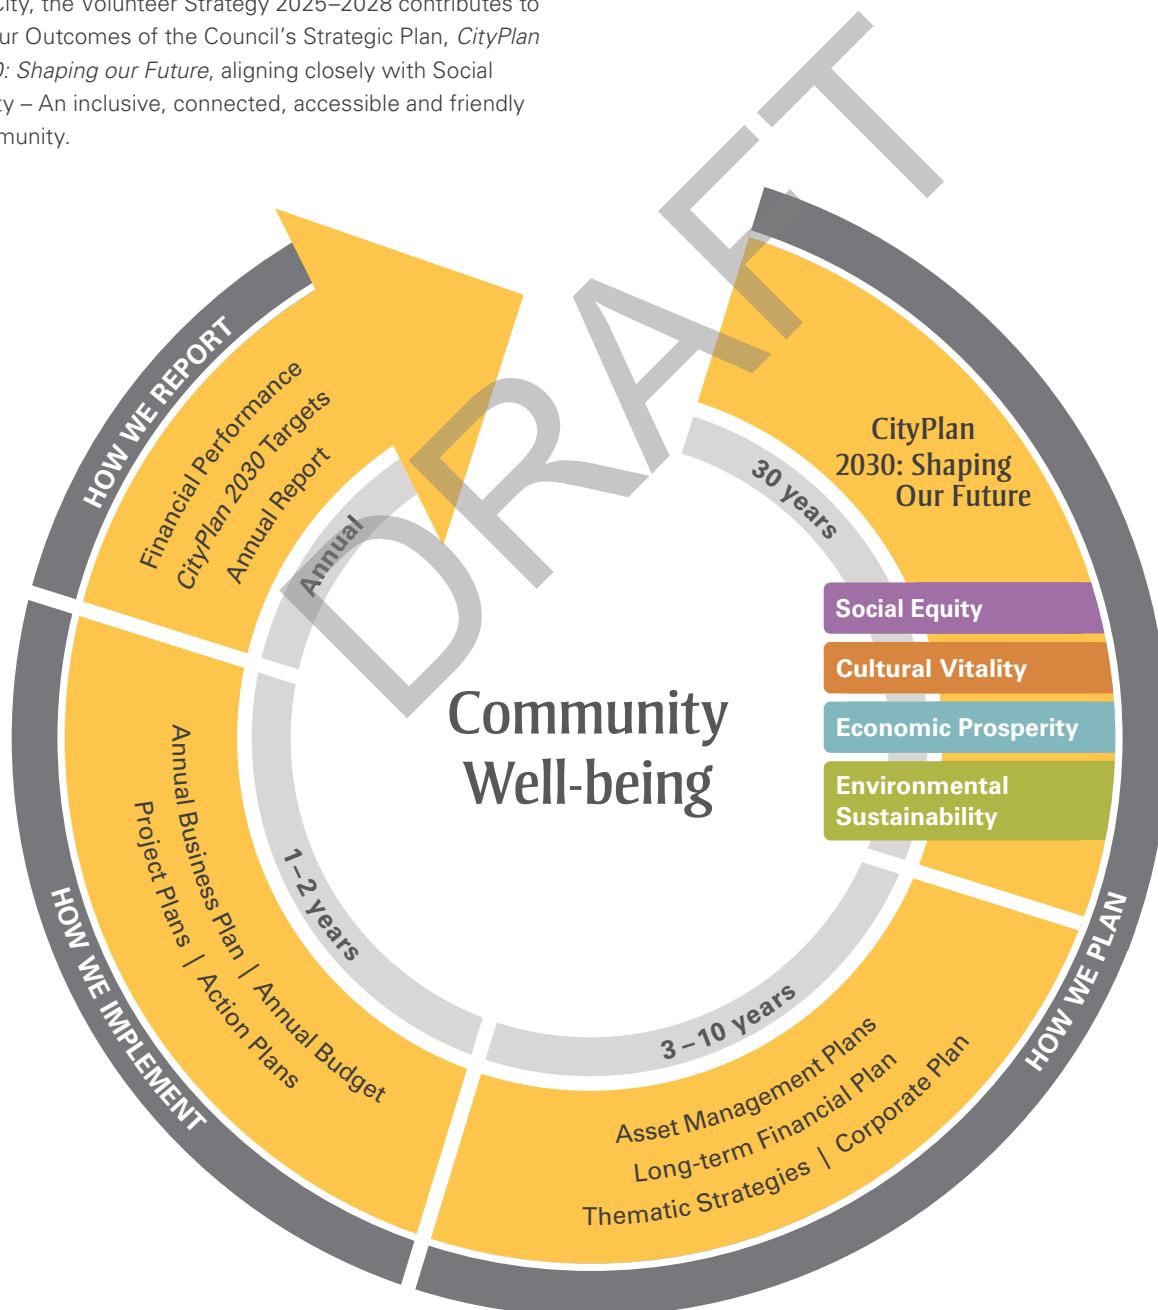 City, the Volunteer Strategy 2025–2028 contributes to
ur Outcomes of the Council's Strategic Plan, CityPlan
0: Shaping our Future, aligning closely with Social
ty – An inclusive, connected, accessible and friendly
munity.
DRAFT
HOW WE REPORT
Financial Performance
CityPlan 2030 Targets
Annual Report
Annual
CityPlan
2030: Shaping
Our Future
30 years
Social Equity
Cultural Vitality
Economic Prosperity
Environmental
Sustainability
Community
Well-being
HOW WE PLAN
3–10 years
Asset Management Plans
Long-term Financial Plan
Thematic Strategies | Corporate Plan
1–2 years
Annual Business Plan | Annual Budget
Project Plans | Action Plans
HOW WE IMPLEMENT